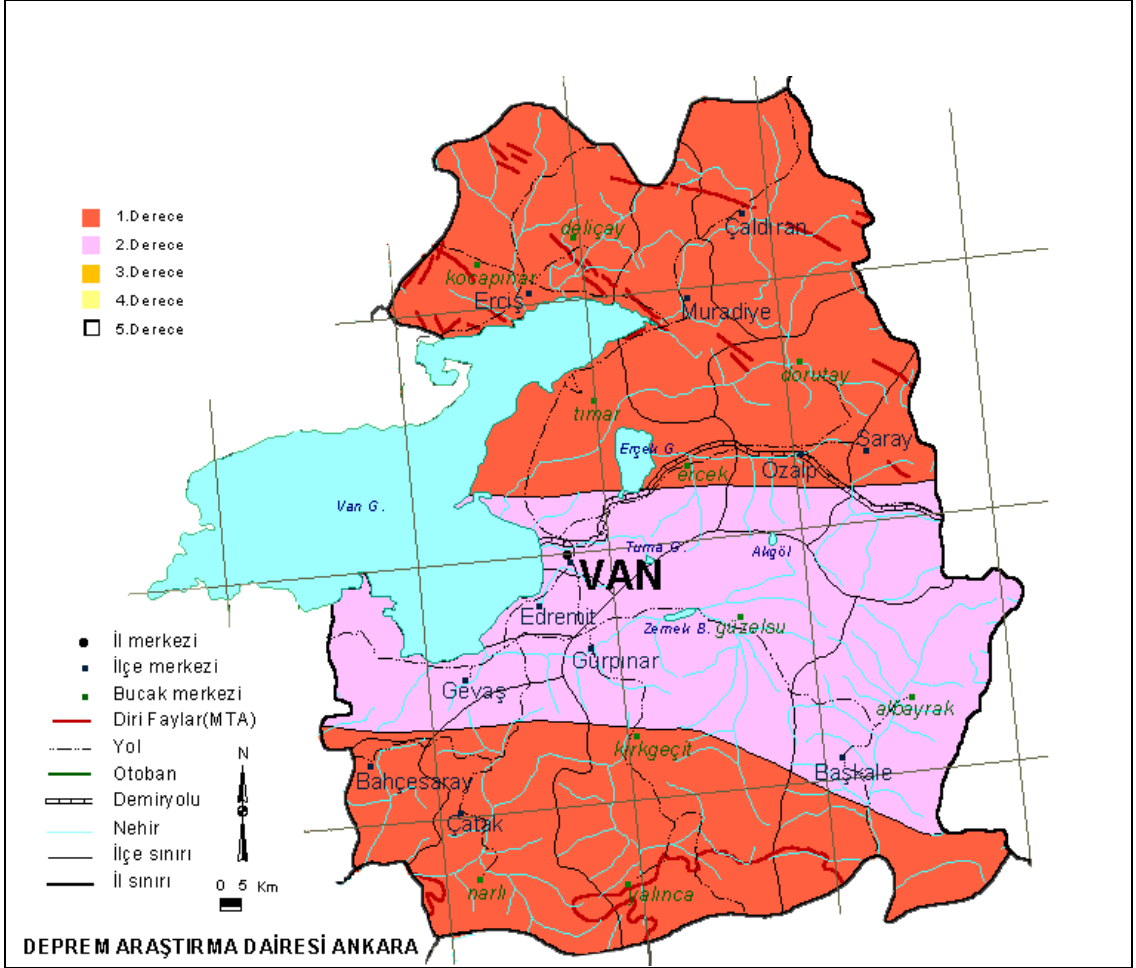 1.Derece
2.Derece
3.Derece
4.Derece
5.Derece
deliçay
Çaldıran
kocapınar
Erciş
Muradiye
dorutay
tımar
Erçek G.
Saray
ercek
Özalp
Van G.
Turna G.
Akgöl
VAN
Edremit
Zernek B.
güzelsu
Gürpınar
Gevaş
akbayrak
kırkgeçit
Başkale
Bahçesaray
Çatak
narlı
yalınca
İl merkezi
İlçe merkezi
Bucak merkezi
Diri Faylar(MTA)
Yol
Otoban
Demiryolu
Nehir
İlçe sınırı
İl sınırı
N
0 5 Km
DEPREM ARAŞTIRMA DAİRESİ ANKARA